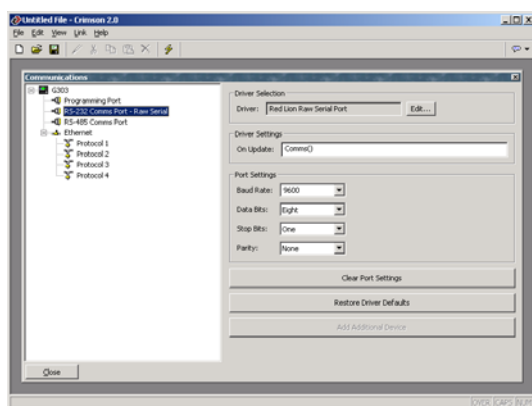 Untitled File - Crimson 2.0
File Edit View Link Help
Communications
G303
Programming Port
RS-232 Comms Port - Raw Serial
RS-485 Comms Port
Ethernet
Protocol 1
Protocol 2
Protocol 3
Protocol 4
Driver Selection
Driver: Red Lion Raw Serial Port Edit...
Driver Settings
On Update: Comms()
Port Settings
Baud Rate: 9600
Data Bits: Eight
Stop Bits: One
Parity: None
Clear Port Settings
Restore Driver Defaults
Add Additional Device
Close
OVER CAPS NUM